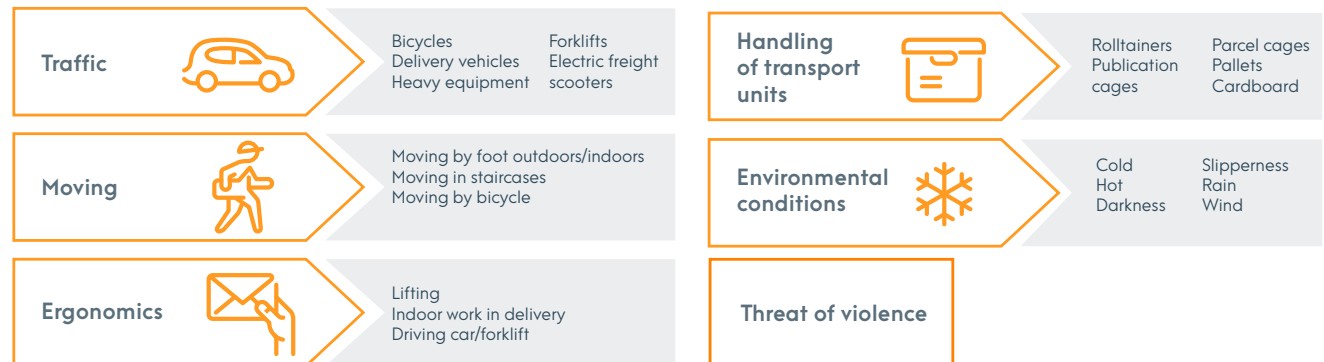 Traffic
Bicycles
Delivery vehicles
Heavy equipment
Forklifts
Electric freight
scooters
Moving
Moving by foot outdoors/indoors
Moving in staircases
Moving by bicycle
Ergonomics
Lifting
Indoor work in delivery
Driving car/forklift
Handling
of transport
units
Rolltainers
Publication
cages
Parcel cages
Pallets
Cardboard
Environmental
conditions
Cold
Hot
Darkness
Slipperness
Rain
Wind
Threat of violence